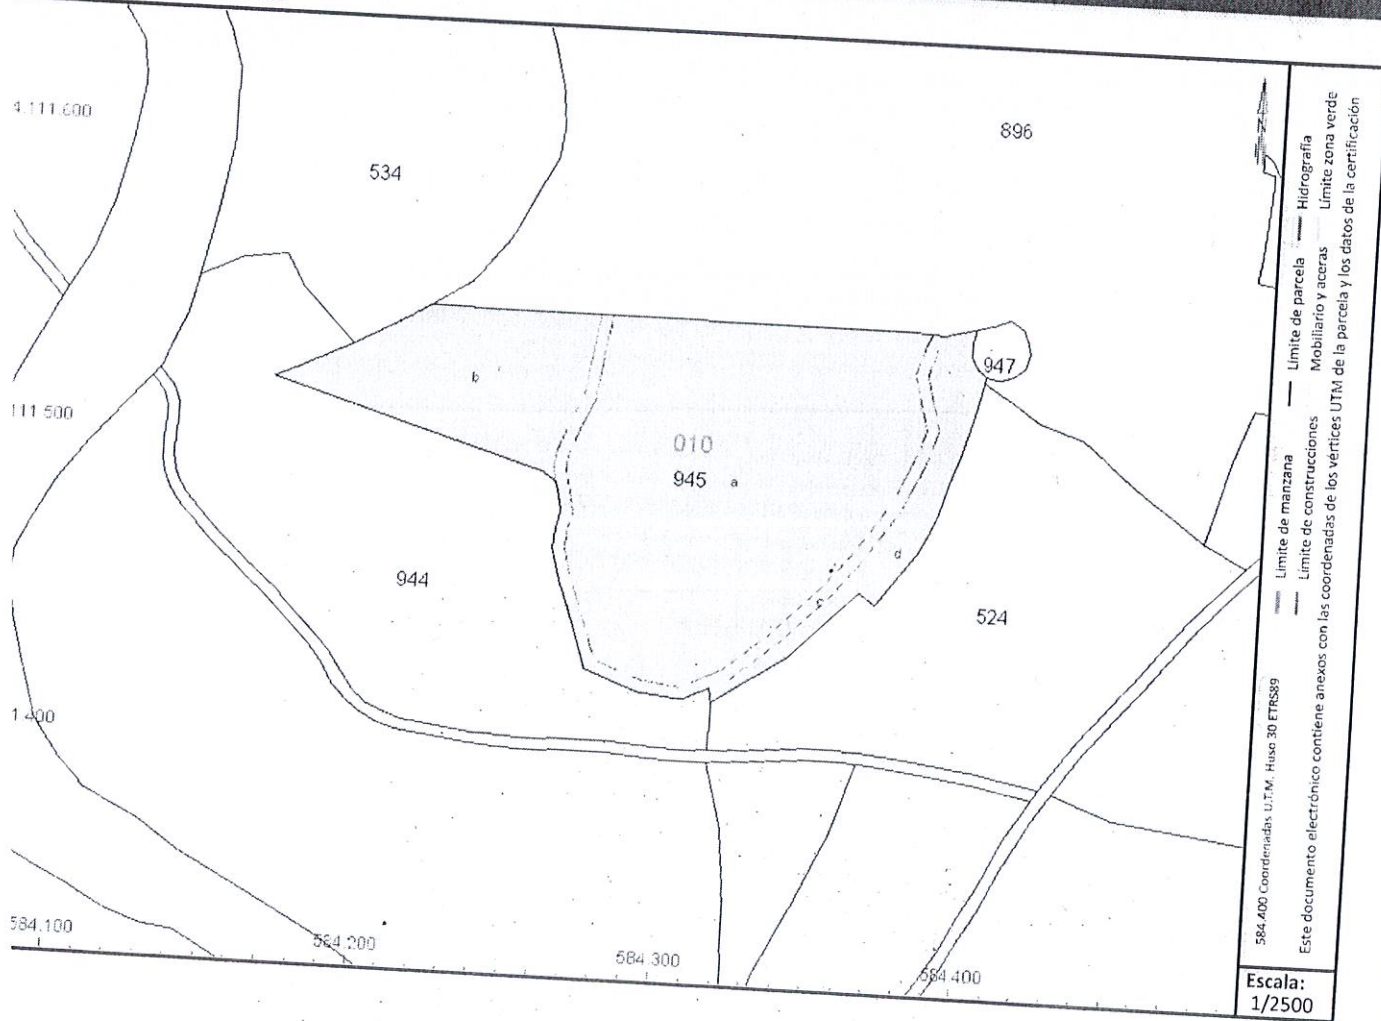 4.111.600
896
534
947
b
111.500
010
945 a
d
944
c
524
1.400
584.100
584.200
584.300
584.400
Límite de manzana
Límite de parcela
Hidrografía
Límite de construcciones
Mobiliario y aceras
Límite zona verde
584.400 Coordenadas U.T.M. Huso 30 ETRS89
Este documento electrónico contiene anexos con las coordenadas de los vértices UTM de la parcela y los datos de la certificación
Escala:
1/2500